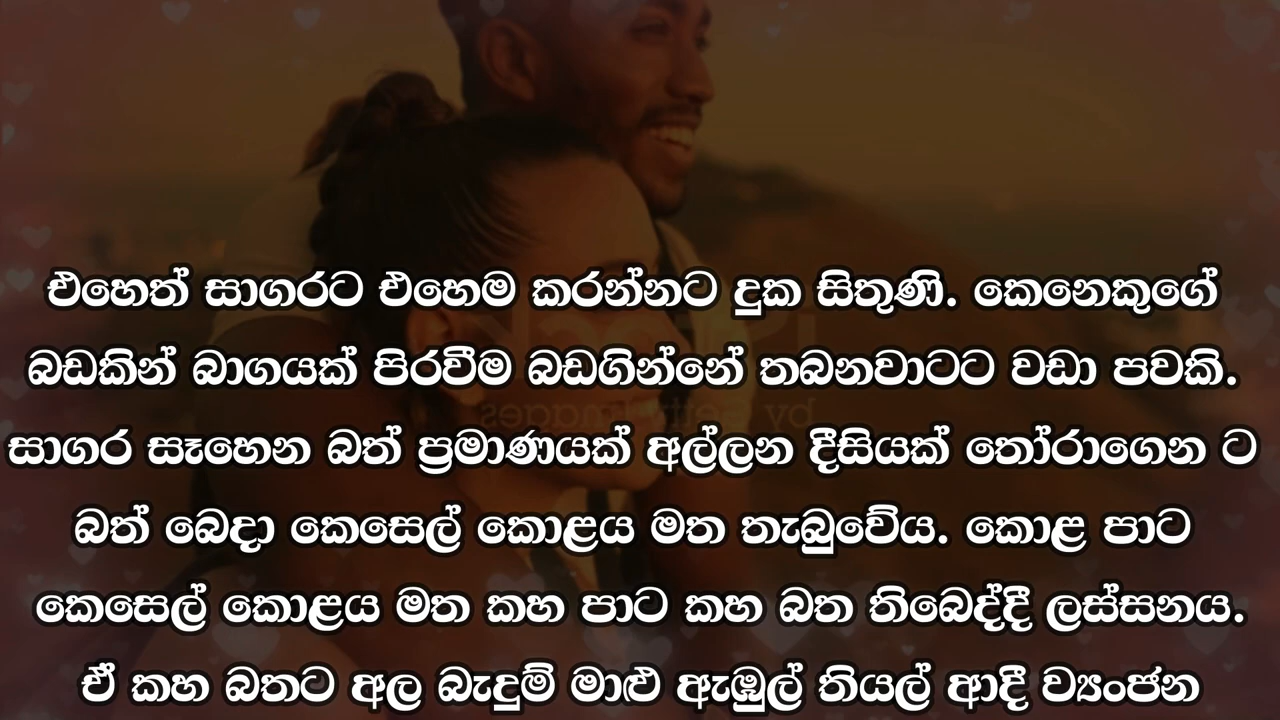 එහෙත් සාගරට එහෙම කරන්නට දුක සිතුණි. කෙනෙකුගේ
බඩකින් බාගයක් පිරවීම බඩගින්නේ තබනවාටට වඩා පවකි.
සාගර සෑහෙන බත් ප්‍රමාණයක් අල්ලන දීසියක් තෝරාගෙන ට
බත් බෙදා කෙසෙල් කොළය මත තැබුවේය. කොළ පාට
කෙසෙල් කොළය මත කහ පාට කහ බත තිබෙද්දී ලස්සනය.
ඒ කහ බතට අල බැදුම් මාළු ඇඹුල් තියල් ආදී ව්‍යංජන